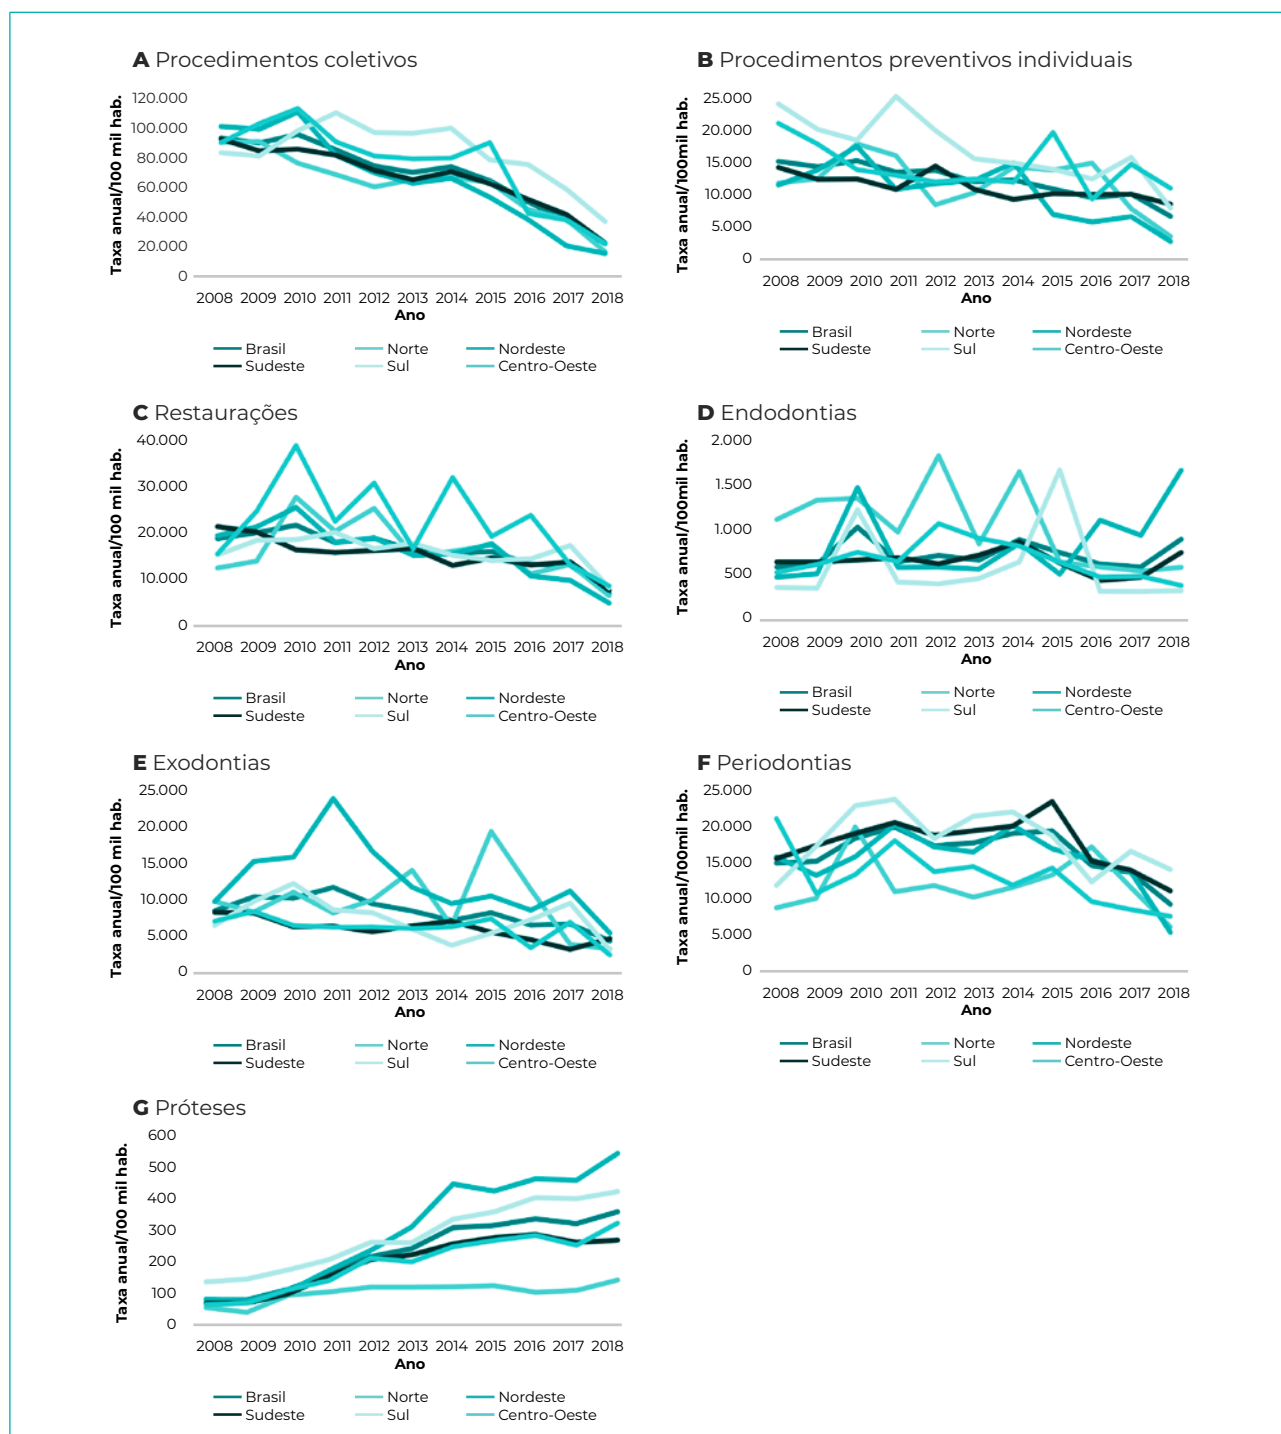 A Procedimentos coletivos
Taxa anual/100 mil hab.
120.000
100.000
80.000
60.000
40.000
20.000
0
2008 2009 2010 2011 2012 2013 2014 2015 2016 2017 2018
Ano
Brasil Norte Nordeste
Sudeste Sul Centro-Oeste
B Procedimentos preventivos individuais
Taxa anual/100mil hab.
25.000
20.000
15.000
10.000
5.000
0
2008 2009 2010 2011 2012 2013 2014 2015 2016 2017 2018
Ano
Brasil Norte Nordeste
Sudeste Sul Centro-Oeste
C Restaurações
Taxa anual/100 mil hab.
40.000
30.000
20.000
10.000
0
2008 2009 2010 2011 2012 2013 2014 2015 2016 2017 2018
Ano
Brasil Norte Nordeste
Sudeste Sul Centro-Oeste
D Endodontias
Taxa anual/100mil hab.
2.000
1.500
1.000
500
0
2008 2009 2010 2011 2012 2013 2014 2015 2016 2017 2018
Ano
Brasil Norte Nordeste
Sudeste Sul Centro-Oeste
E Exodontias
Taxa anual/100 mil hab.
25.000
20.000
15.000
10.000
5.000
0
2008 2009 2010 2011 2012 2013 2014 2015 2016 2017 2018
Ano
Brasil Norte Nordeste
Sudeste Sul Centro-Oeste
F Periodontias
Taxa anual/100mil hab.
25.000
20.000
15.000
10.000
5.000
0
2008 2009 2010 2011 2012 2013 2014 2015 2016 2017 2018
Ano
Brasil Norte Nordeste
Sudeste Sul Centro-Oeste
G Próteses
Taxa anual/100 mil hab.
600
500
400
300
200
100
0
2008 2009 2010 2011 2012 2013 2014 2015 2016 2017 2018
Ano
Brasil Norte Nordeste
Sudeste Sul Centro-Oeste